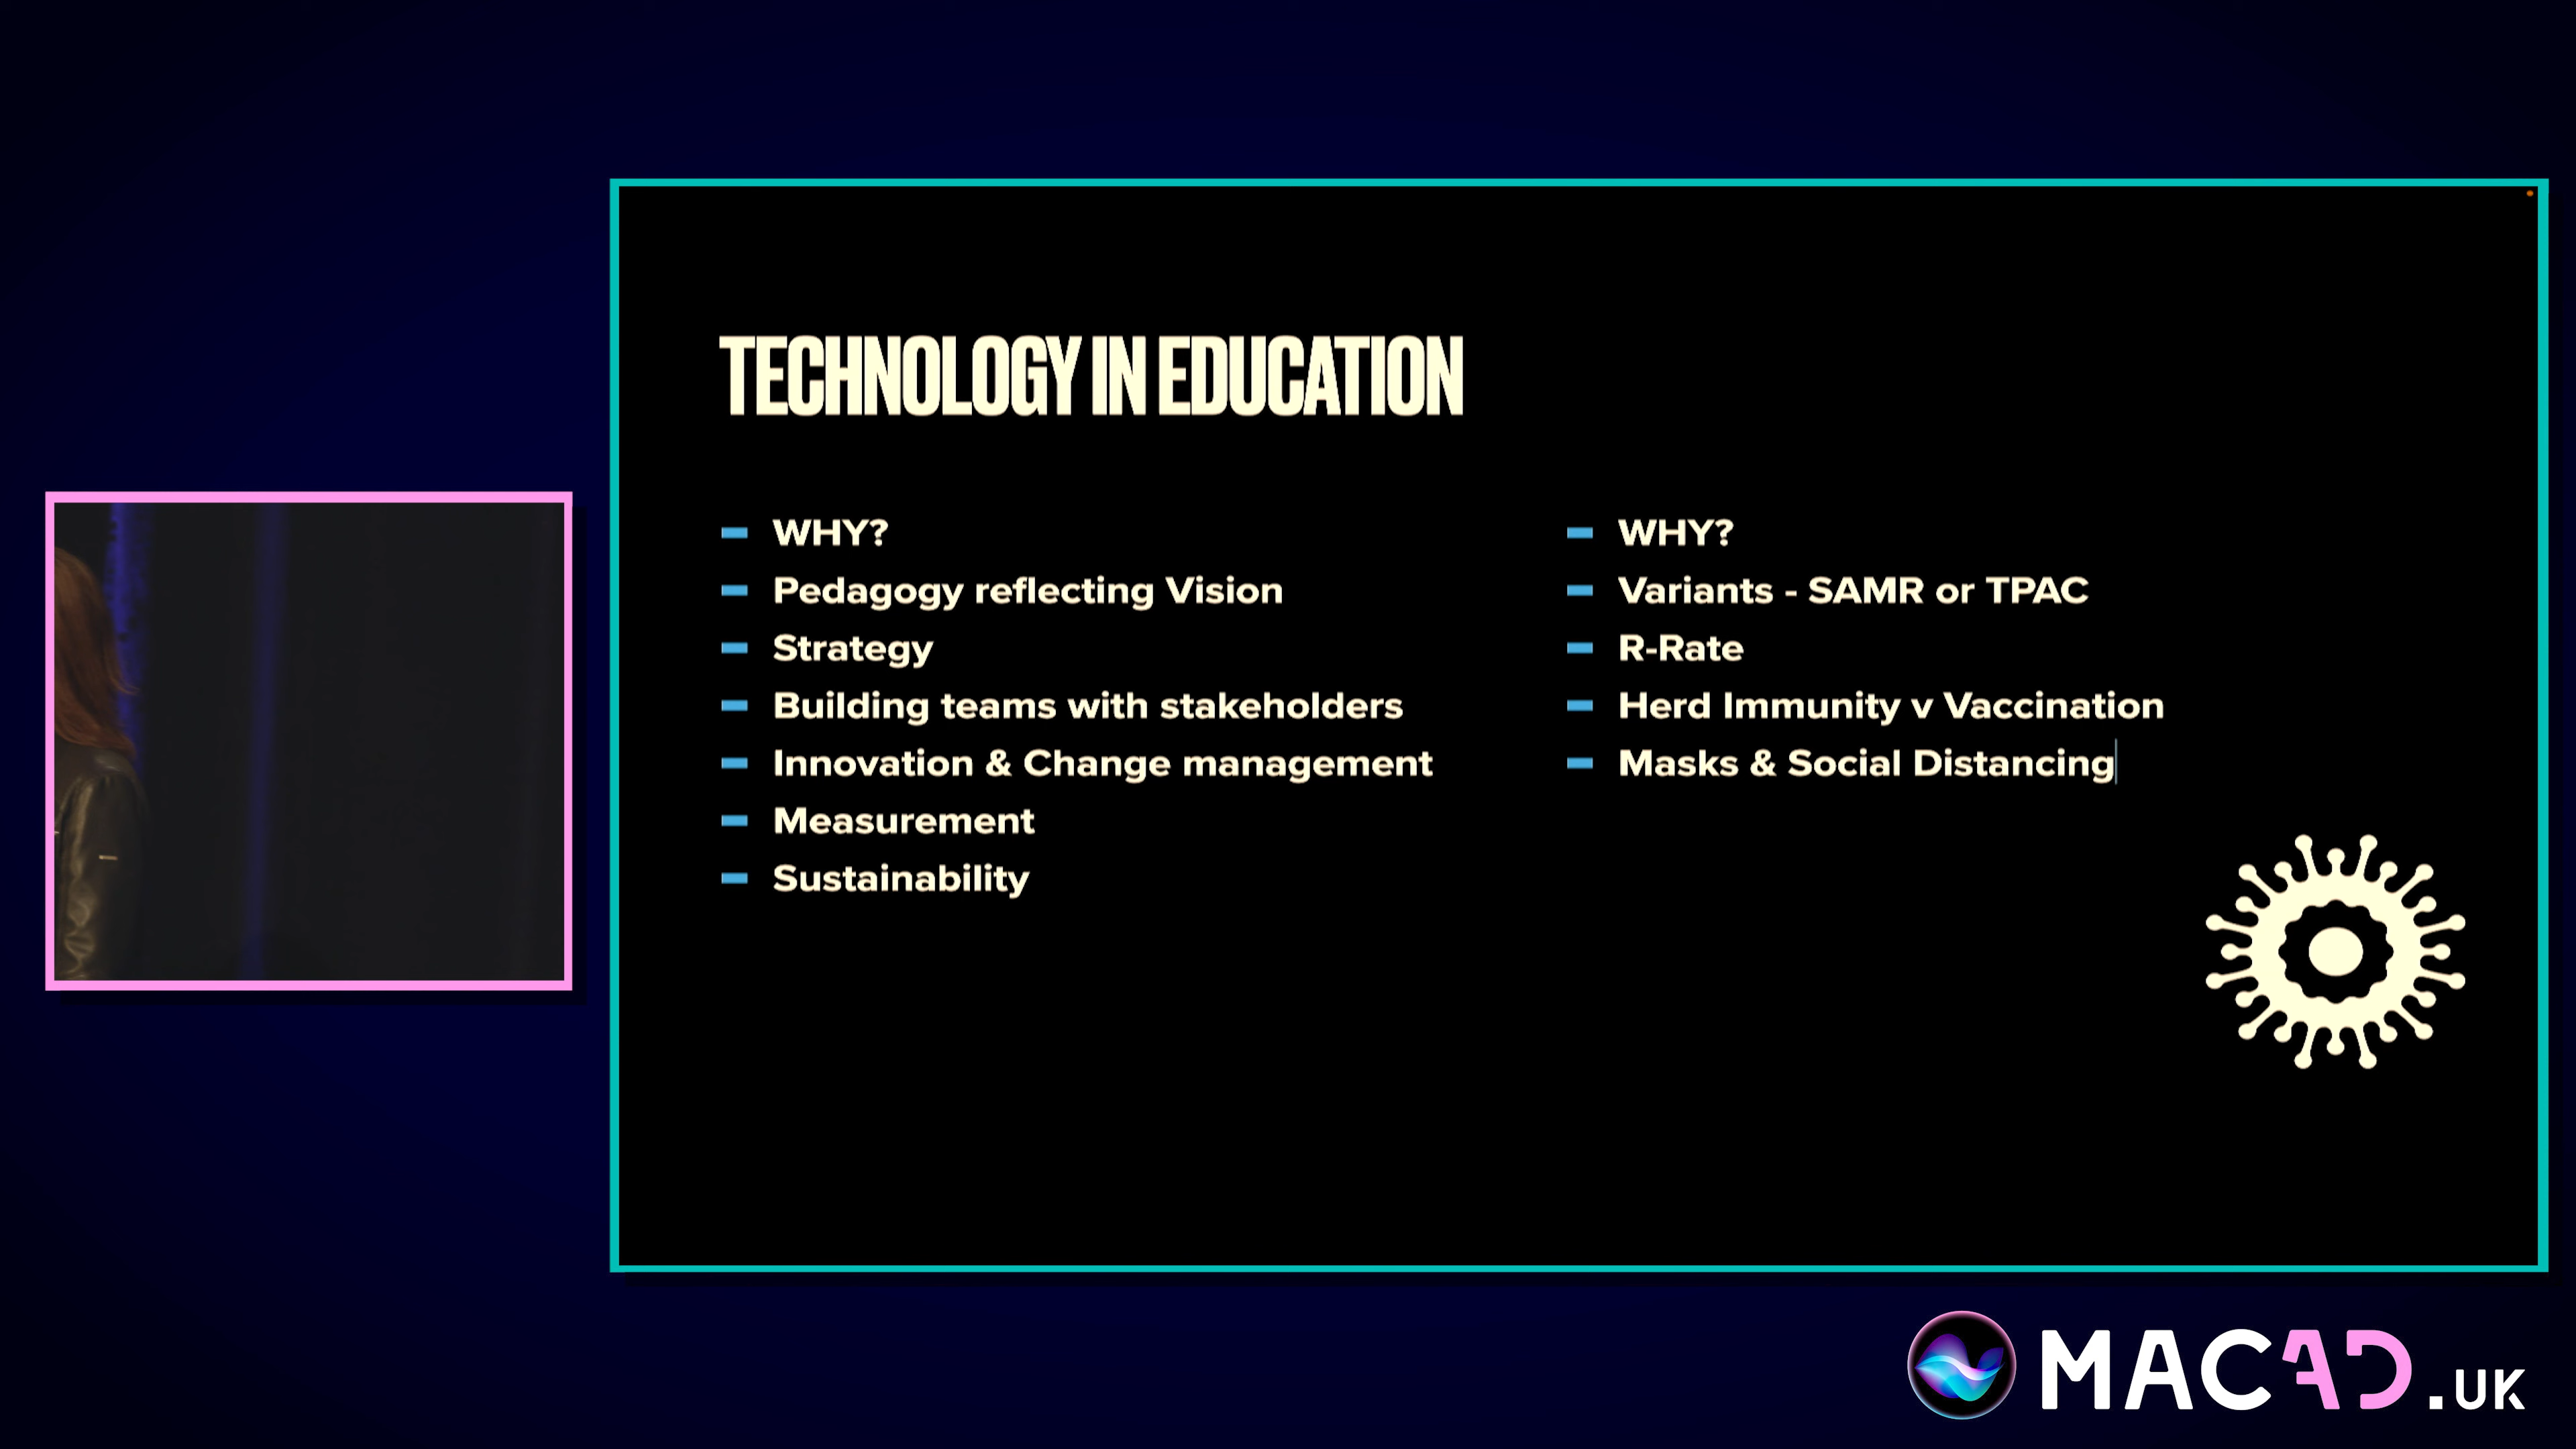 TECHNOLOGY IN EDUCATION
WHY?
Pedagogy reflecting Vision
Strategy
Building teams with stakeholders
Innovation & Change management
Measurement
Sustainability
WHY?
Variants - SAMR or TPAC
R-Rate
Herd Immunity v Vaccination
Masks & Social Distancing
MACAD.UK